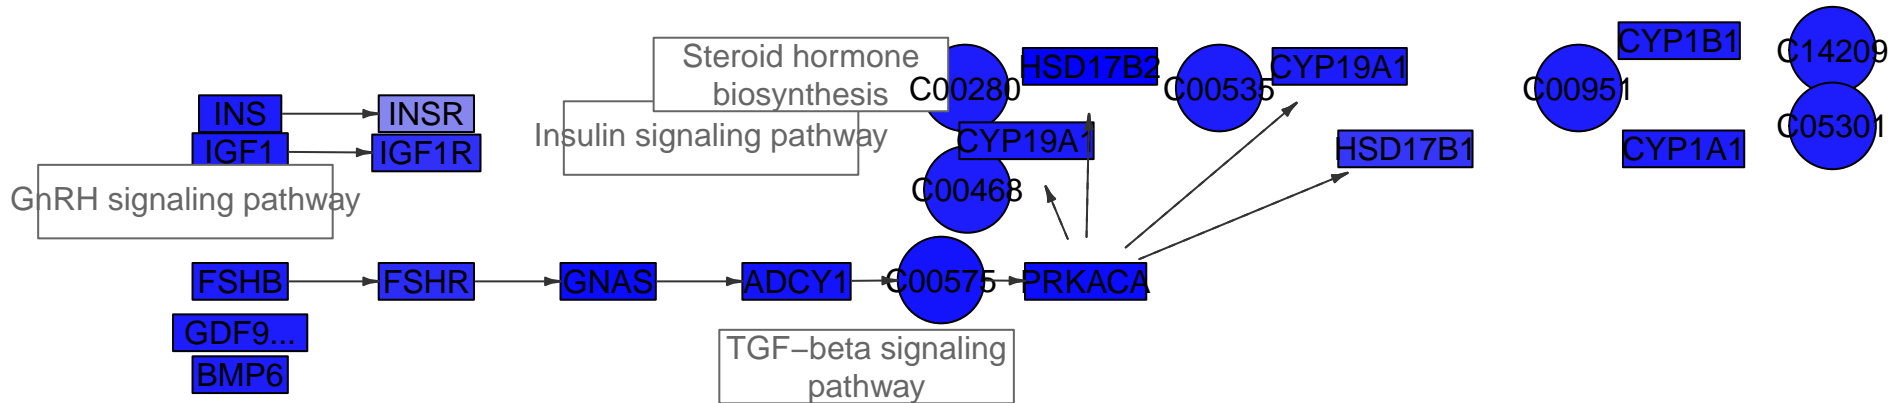 Steroid hormone
biosynthesis
C00280
HSD17B2
C00535
CYP19A1
C00951
CYP1B1
C14209
INS
INSR
Insulin signaling pathway
CYP19A1
C05301
IGF1
IGF1R
HSD17B1
CYP1A1
GnRH signaling pathway
C00468
FSHB
FSHR
GNAS
ADCY1
C00575
PRKACA
GDF9...
BMP6
TGF−beta signaling
pathway